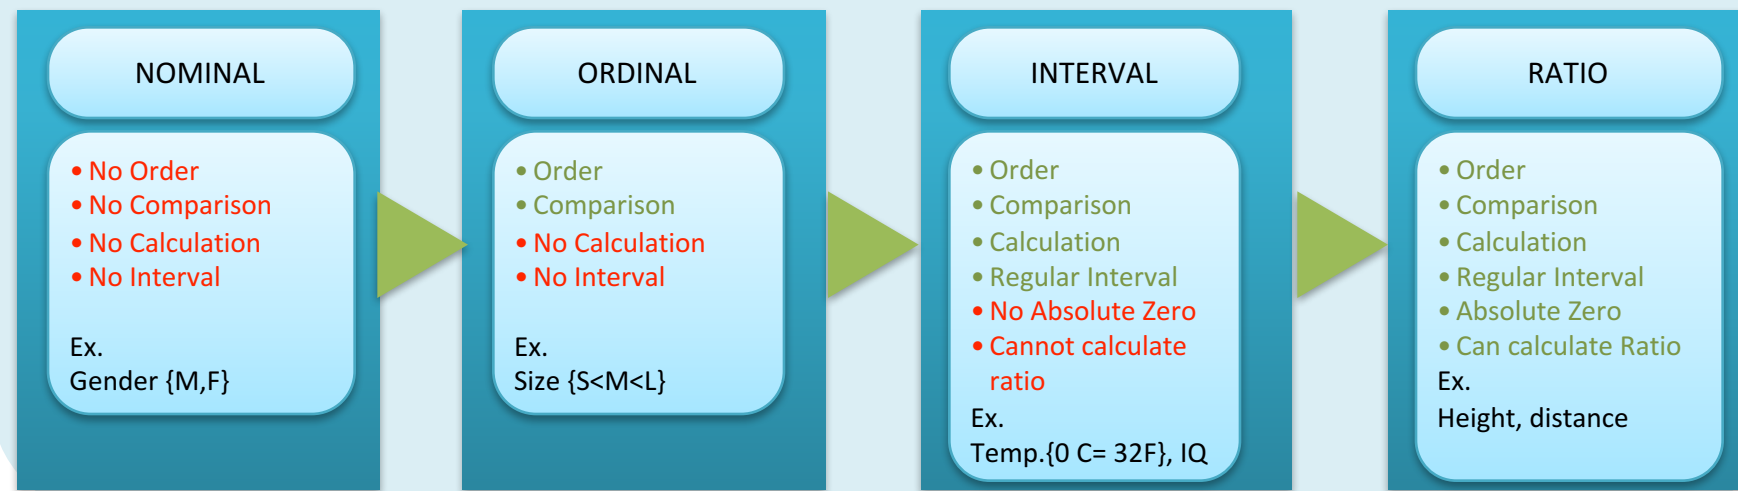 NOMINAL
• No Order
• No Comparison
• No Calculation
• No Interval
Ex.
Gender {M,F}
ORDINAL
• Order
• Comparison
• No Calculation
• No Interval
Ex.
Size {S<M<L}
INTERVAL
• Order
• Comparison
• Calculation
• Regular Interval
• No Absolute Zero
• Cannot calculate
ratio
Ex.
Temp.{0 C= 32F}, IQ
RATIO
• Order
• Comparison
• Calculation
• Regular Interval
• Absolute Zero
• Can calculate Ratio
Ex.
Height, distance